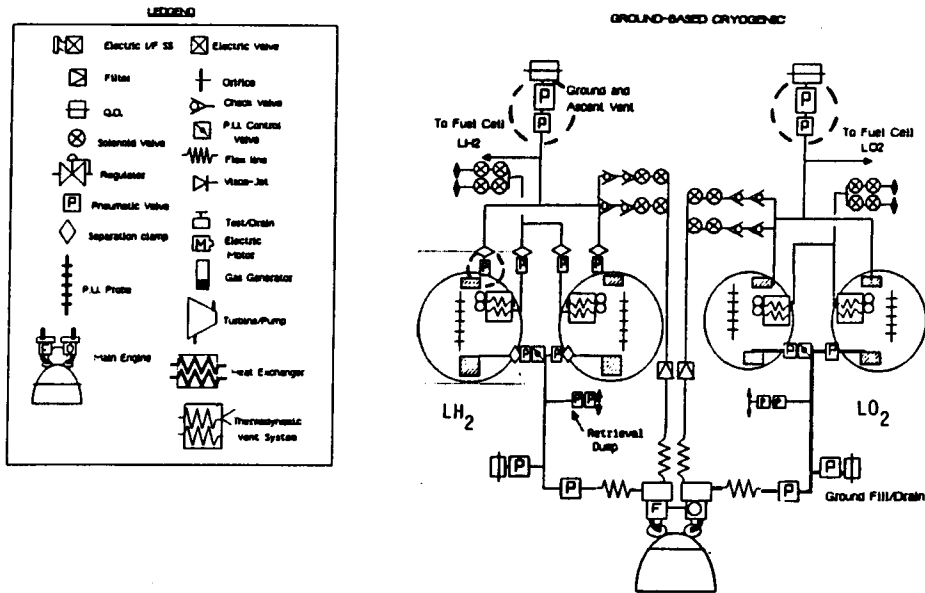 LEDGEND
Electric I/F SS
Electric Valve
Filter
Orifice
Q.D.
Check Valve
Solenoid Valve
P.U. Control
Valve
Flex line
Regulator
Visco-Jet
P
Pneumatic Valve
Test/Drain
Separation clamp
M
Electric
Motor
Gas Generator
P.U. Probe
Turbine/Pump
F
O
Main Engine
Heat Exchanger
Thermodynamic
vent System
GROUND-BASED CRYOGENIC
P
P
Ground and
Ascent Vent
P
P
To Fuel Cell
LH2
To Fuel Cell
LO2
P
P
P
P
P
P
P
P
LH2
P
P
Retrieval
Dump
P
P
LO2
P
P
P
P
Ground Fill/Drain
F
O